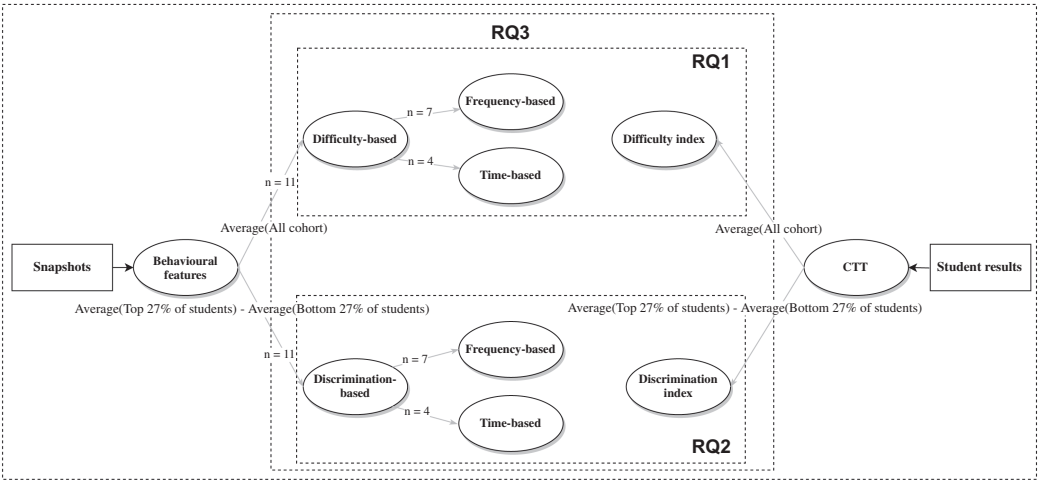 RQ3
RQ1
Frequency-based
n = 7
Difficulty-based
Difficulty index
n = 4
Time-based
n = 11
Average(All cohort)
Average(All cohort)
Snapshots
Behavioural
features
CTT
Student results
Average(Top 27% of students) - Average(Bottom 27% of students)
Average(Top 27% of students) - Average(Bottom 27% of students)
Frequency-based
n = 11
n = 7
Discrimination-
based
Discrimination
index
n = 4
Time-based
RQ2